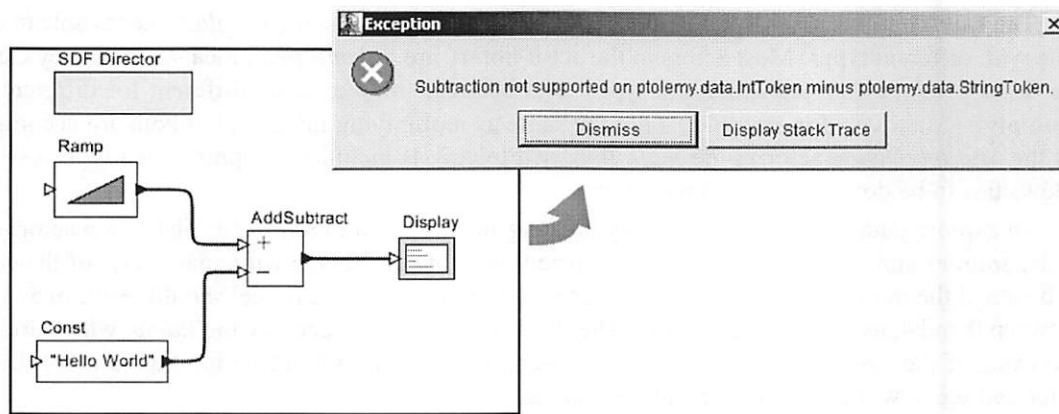 Exception
Subtraction not supported on ptolemy.data.IntToken minus ptolemy.data.StringToken.
Dismiss
Display Stack Trace
SDF Director
Ramp
AddSubtract
+
−
Display
Const
"Hello World"